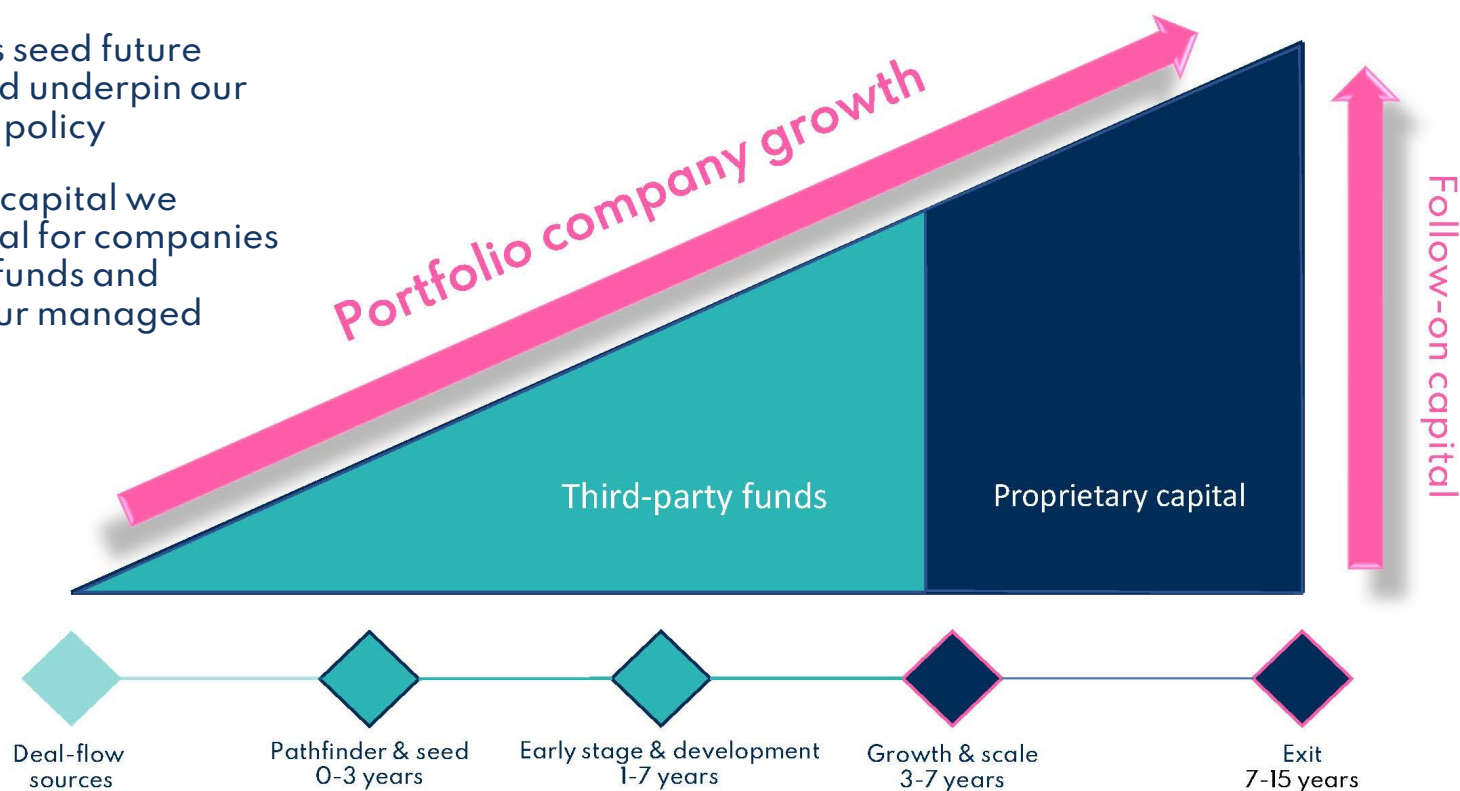 s seed future
d underpin our
policy
capital we
al for companies
funds and
ur managed
Portfolio company growth
Follow-on capital
Third-party funds
Proprietary capital
Deal-flow
sources
Pathfinder & seed
0-3 years
Early stage & development
1-7 years
Growth & scale
3-7 years
Exit
7-15 years